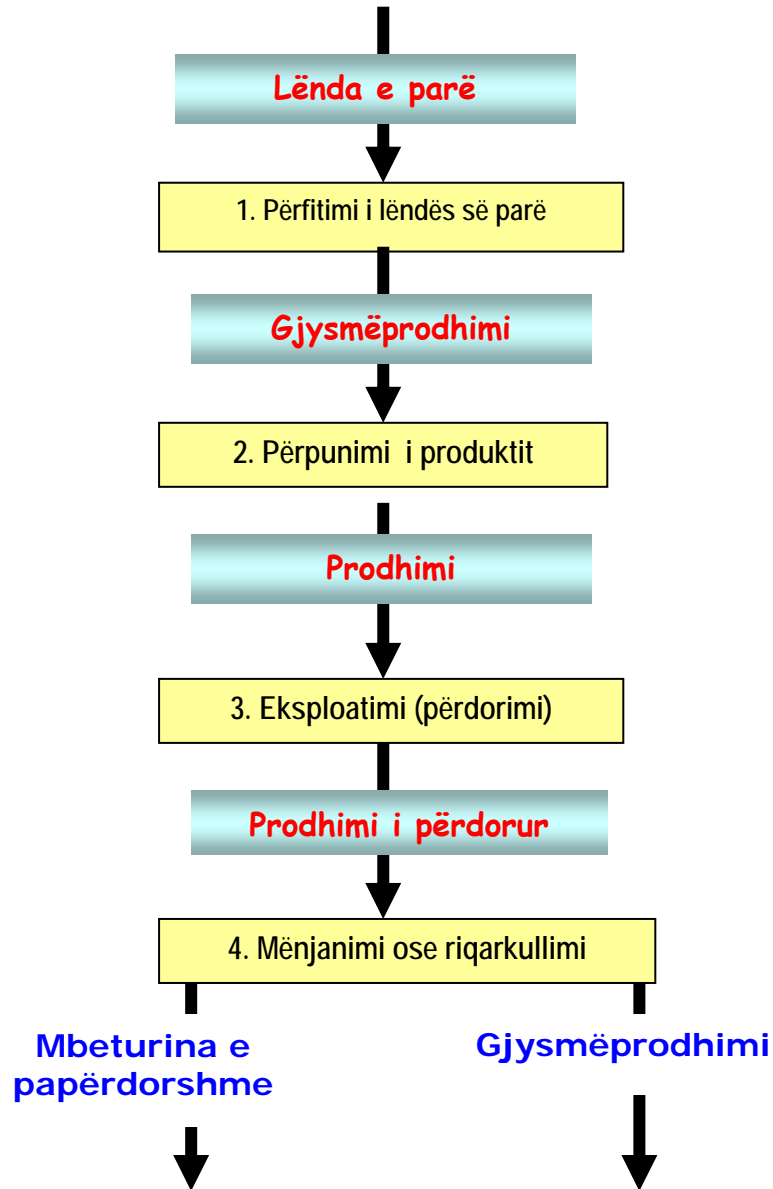 Lënda e parë
1. Përfitimi i lëndës së parë
Gjysmëprodhimi
2. Përpunimi i produktit
Prodhimi
3. Eksploatimi (përdorimi)
Prodhimi i përdorur
4. Mënjanimi ose riqarkullimi
Mbeturina e
papërdorshme
Gjysmëprodhimi